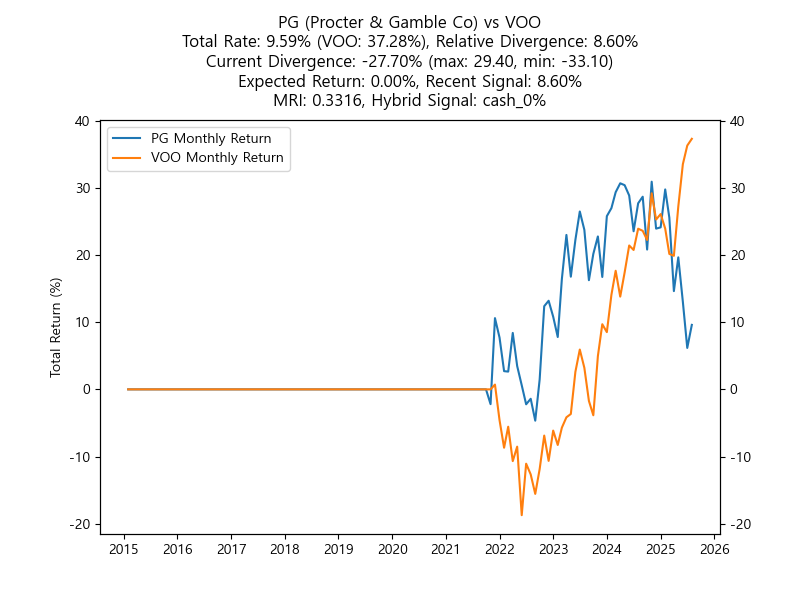 PG (Procter & Gamble Co) vs VOO
Total Rate: 9.59% (VOO: 37.28%), Relative Divergence: 8.60%
Current Divergence: -27.70% (max: 29.40, min: -33.10)
Expected Return: 0.00%, Recent Signal: 8.60%
MRI: 0.3316, Hybrid Signal: cash_0%
PG Monthly Return
VOO Monthly Return
Total Return (%)
40
30
20
10
0
-10
-20
40
30
20
10
0
-10
-20
2015 2016 2017 2018 2019 2020 2021 2022 2023 2024 2025 2026